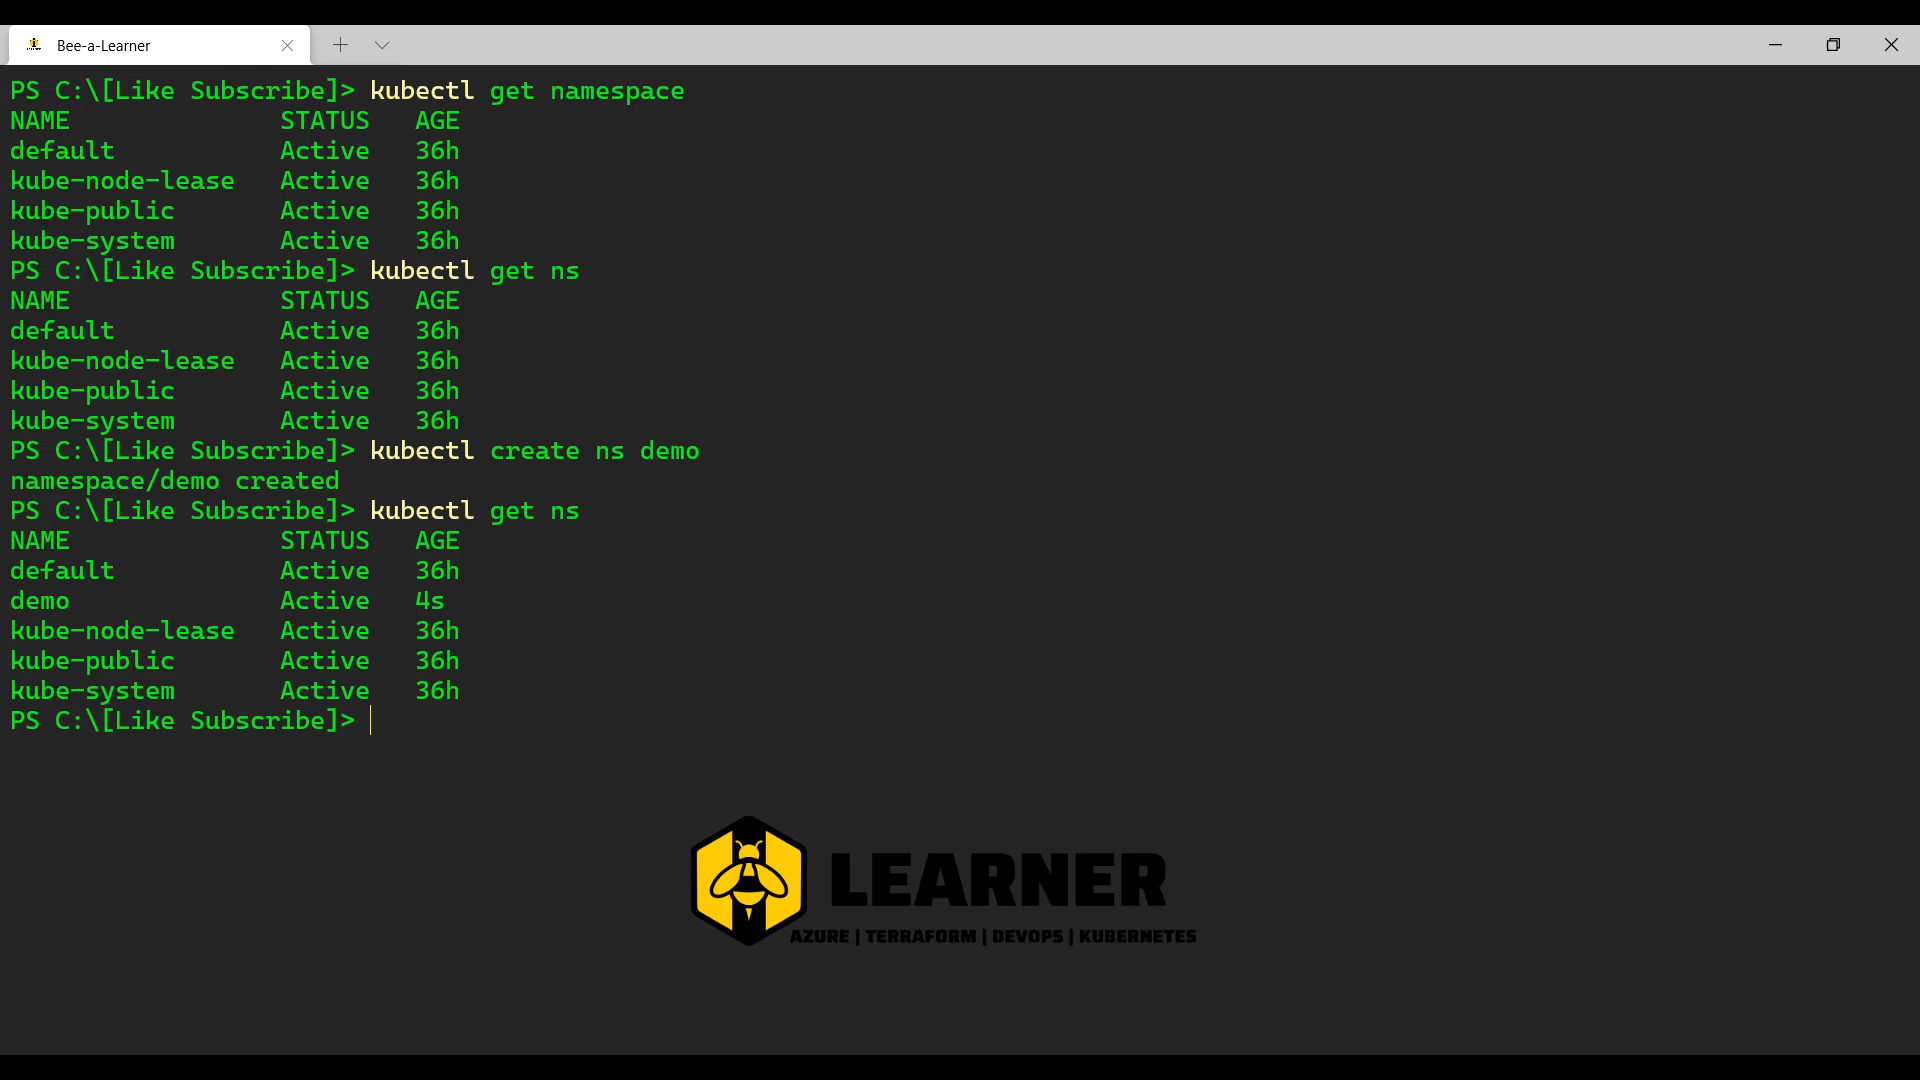 Bee-a-Learner
PS C:\[Like Subscribe]> kubectl get namespace
NAME              STATUS   AGE
default           Active   36h
kube-node-lease   Active   36h
kube-public       Active   36h
kube-system       Active   36h
PS C:\[Like Subscribe]> kubectl get ns
NAME              STATUS   AGE
default           Active   36h
kube-node-lease   Active   36h
kube-public       Active   36h
kube-system       Active   36h
PS C:\[Like Subscribe]> kubectl create ns demo
namespace/demo created
PS C:\[Like Subscribe]> kubectl get ns
NAME              STATUS   AGE
default           Active   36h
demo              Active   4s
kube-node-lease   Active   36h
kube-public       Active   36h
kube-system       Active   36h
PS C:\[Like Subscribe]>
LEARNER
AZURE | TERRAFORM | DEVOPS | KUBERNETES